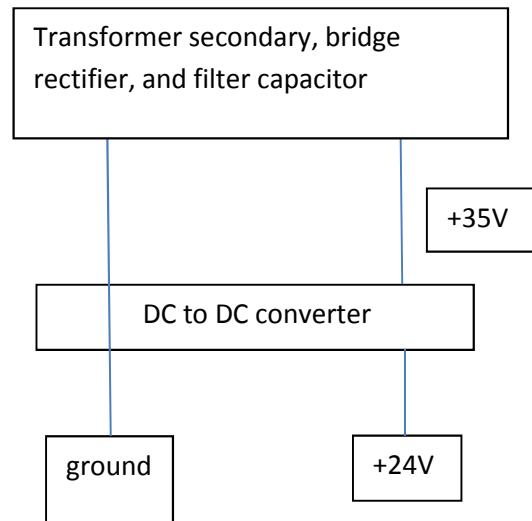 Transformer secondary, bridge
rectifier, and filter capacitor
+35V
DC to DC converter
ground
+24V